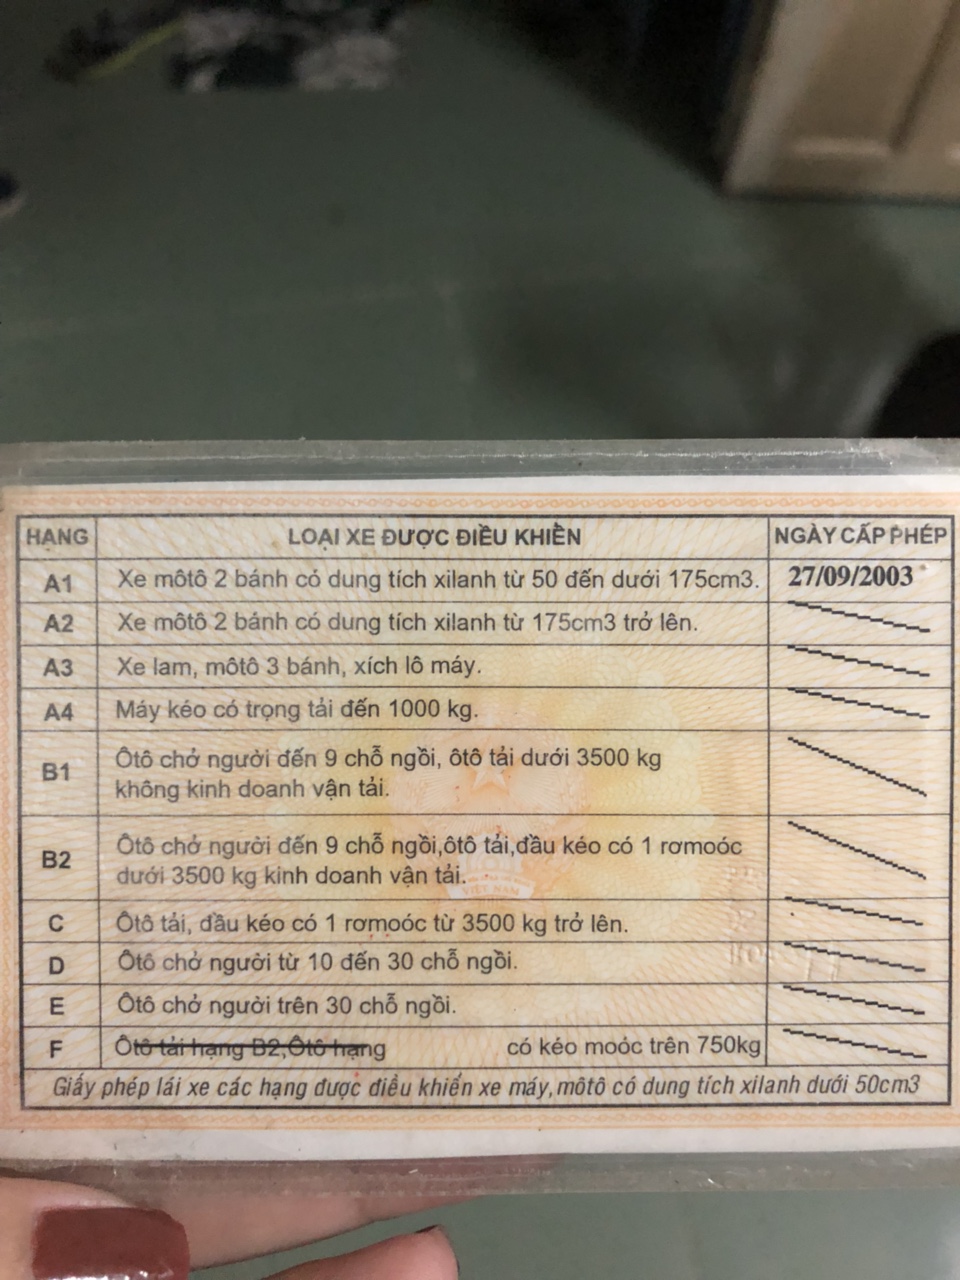 HẠNG LOẠI XE ĐƯỢC ĐIỀU KHIỂN NGÀY CẤP PHÉP
A1 Xe môtô 2 bánh có dung tích xilanh từ 50 đến dưới 175cm3. 27/09/2003
A2 Xe môtô 2 bánh có dung tích xilanh từ 175cm3 trở lên.
A3 Xe lam, môtô 3 bánh, xích lô máy.
A4 Máy kéo có trọng tải đến 1000 kg.
B1 Ôtô chở người đến 9 chỗ ngồi, ôtô tải dưới 3500 kg
không kinh doanh vận tải.
B2 Ôtô chở người đến 9 chỗ ngồi,ôtô tải,đầu kéo có 1 rơmoóc
dưới 3500 kg kinh doanh vận tải.
VIỆT NAM
C Ôtô tải, đầu kéo có 1 rơmoóc từ 3500 kg trở lên.
D Ôtô chở người từ 10 đến 30 chỗ ngồi.
E Ôtô chở người trên 30 chỗ ngồi.
F Ôtô tải hạng B2,Ôtô hạng có kéo moóc trên 750kg
Giấy phép lái xe các hạng được điều khiển xe máy,môtô có dung tích xilanh dưới 50cm3